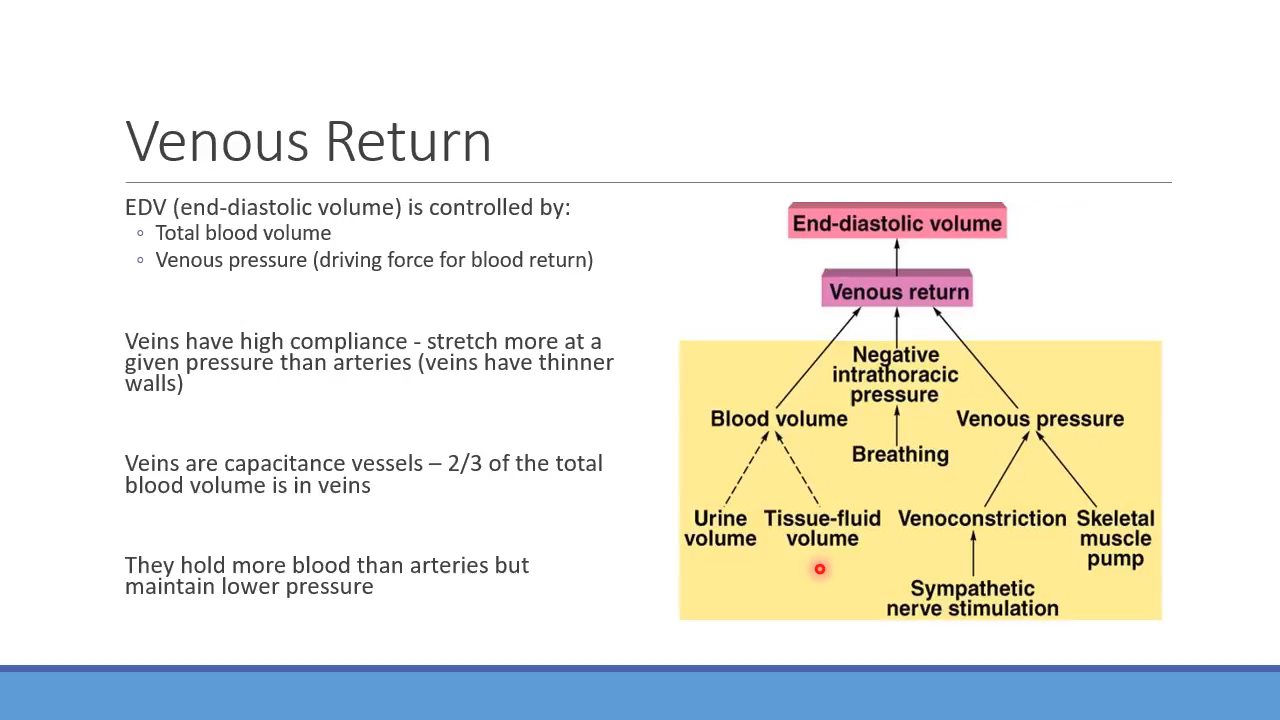 Venous Return
EDV (end-diastolic volume) is controlled by:
◦ Total blood volume
◦ Venous pressure (driving force for blood return)
Veins have high compliance - stretch more at a
given pressure than arteries (veins have thinner
walls)
Veins are capacitance vessels – 2/3 of the total
blood volume is in veins
They hold more blood than arteries but
maintain lower pressure
End-diastolic volume
Venous return
Negative
intrathoracic
pressure
Blood volume
Venous pressure
Breathing
Urine
volume
Tissue-fluid
volume
Venoconstriction
Skeletal
muscle
pump
Sympathetic
nerve stimulation